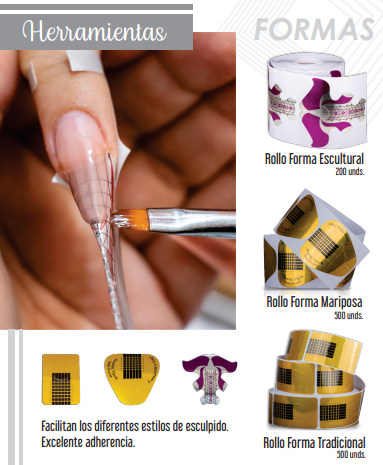 Herramientas
FORMAS
Rollo Forma Escultural
200 unds.
Rollo Forma Mariposa
500 unds.
Rollo Forma Tradicional
500 unds.
Facilitan los diferentes estilos de esculpido.
Excelente adherencia.